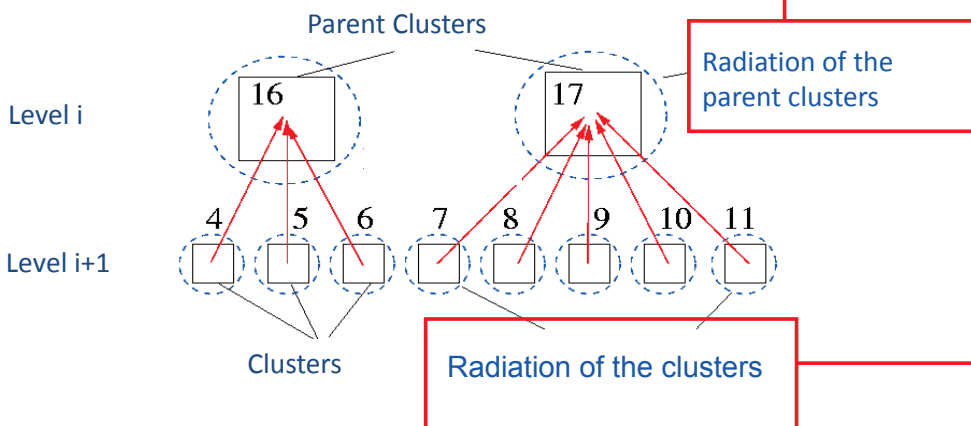 Parent Clusters
Radiation of the
parent clusters
Level i
16
17
4 5 6 7 8 9 10 11
Level i+1
Clusters
Radiation of the clusters